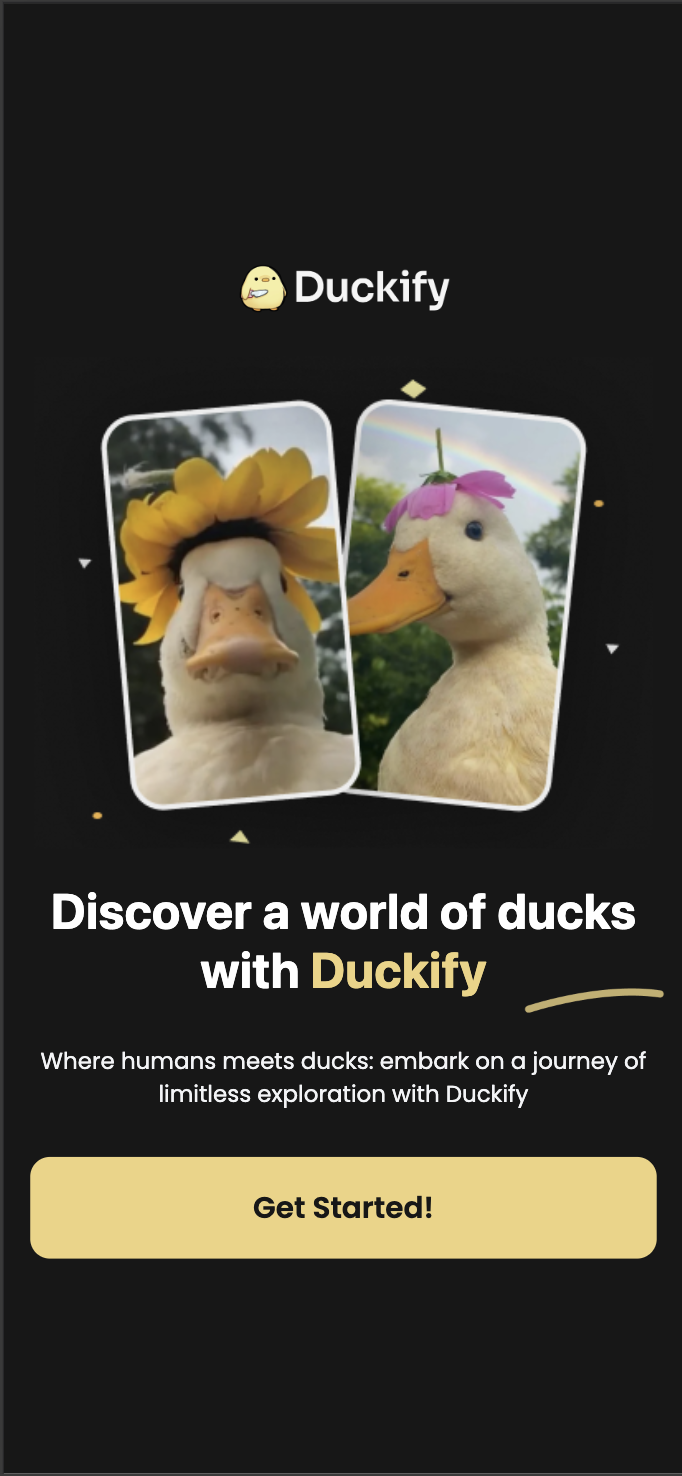 Duckify
Discover a world of ducks
with Duckify
Where humans meets ducks: embark on a journey of
limitless exploration with Duckify
Get Started!